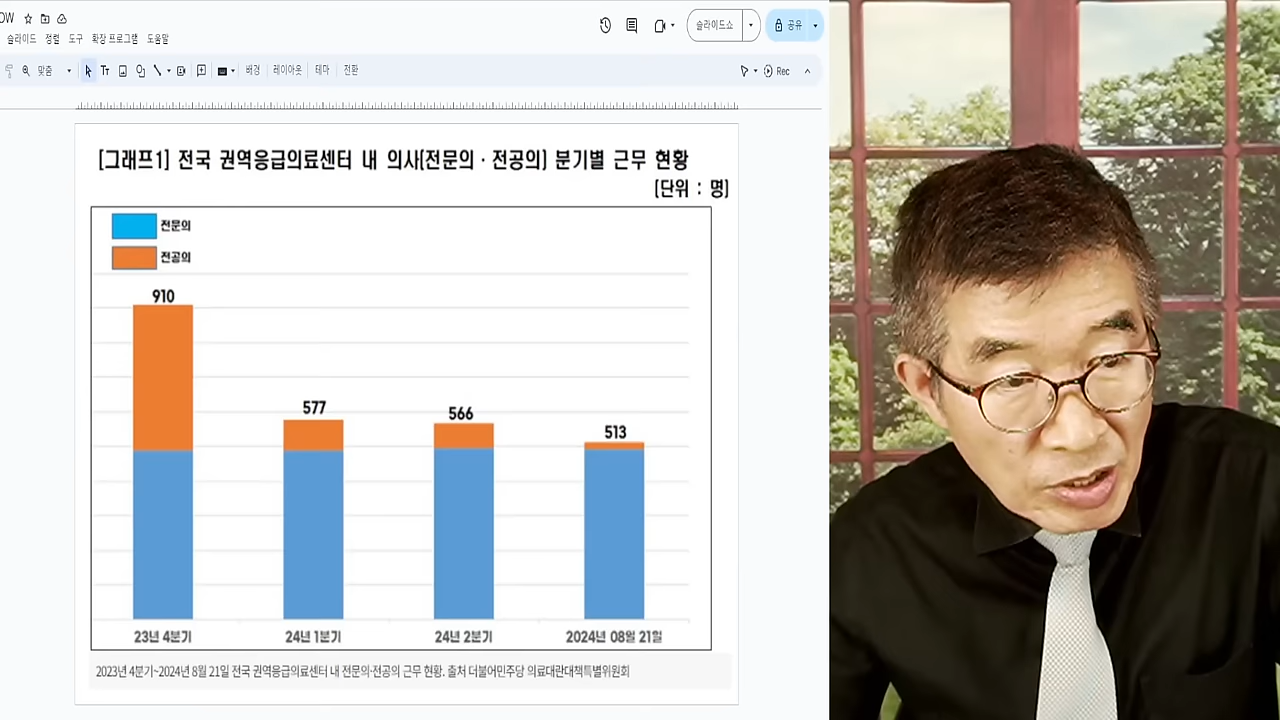 OW
슬라이드 정렬 도구 확장 프로그램 도움말
슬라이드쇼
공유
맞춤
Tт
배경 레이아웃 테마 전환
Rec
[그래프1] 전국 권역응급의료센터 내 의사(전문의 · 전공의) 분기별 근무 현황
(단위 : 명)
전문의
전공의
910
577
566
513
23년 4분기
24년 1분기
24년 2분기
2024년 08월 21일
2023년 4분기~2024년 8월 21일 전국 권역응급의료센터 내 전문의·전공의 근무 현황. 출처 더불어민주당 의료대란대책특별위원회